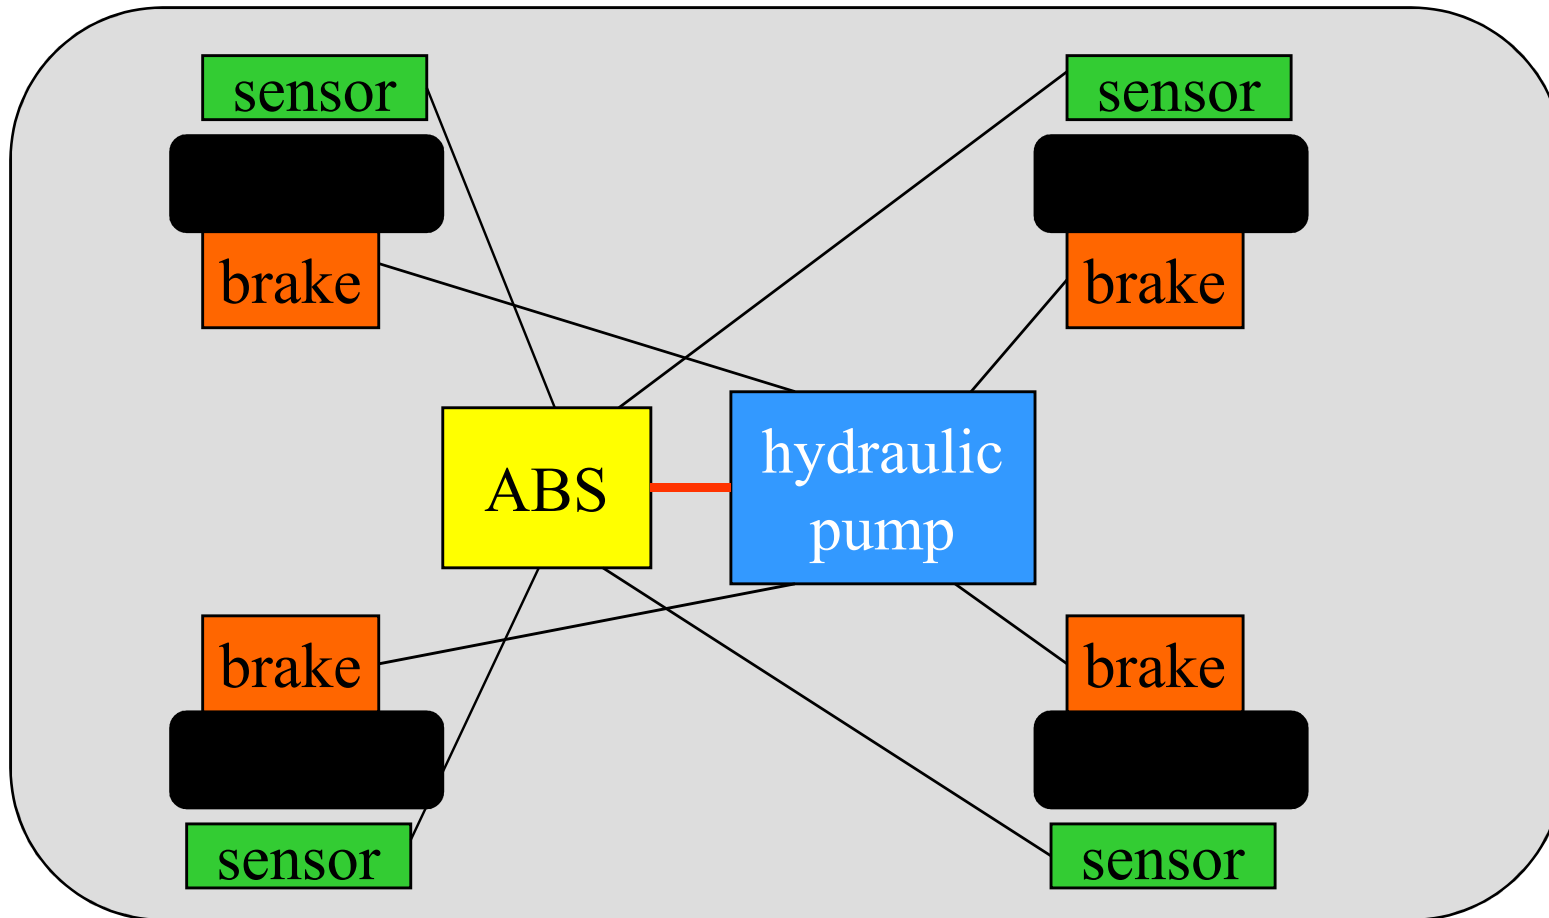 sensor
sensor
brake
brake
ABS
hydraulic
pump
brake
brake
sensor
sensor